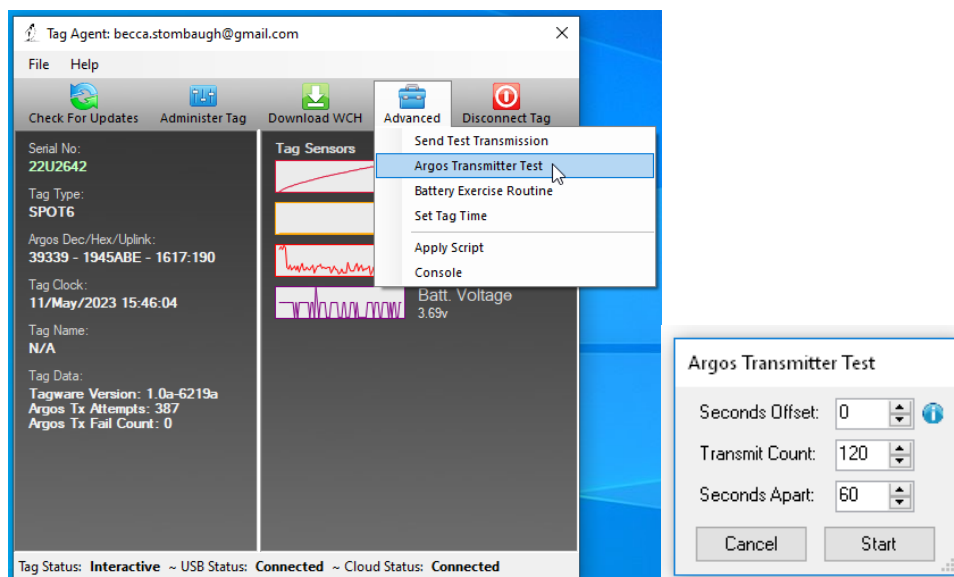 Tag Agent: becca.stombaugh@gmail.com
File Help
Check For Updates Administer Tag Download WCH Advanced Disconnect Tag
Serial No:
22U2642
Tag Type:
SPOT6
Argos Dec/Hex/Uplink:
39339 - 1945ABE - 1617:190
Tag Clock:
11/May/2023 15:46:04
Tag Name:
N/A
Tag Data:
Tagware Version: 1.0a-6219a
Argos Tx Attempts: 387
Argos Tx Fail Count: 0
Tag Sensors
Send Test Transmission
Argos Transmitter Test
Battery Exercise Routine
Set Tag Time
Apply Script
Console
Batt. Voltage
3.69v
Tag Status: Interactive ~ USB Status: Connected ~ Cloud Status: Connected
Argos Transmitter Test
Seconds Offset: 0
Transmit Count: 120
Seconds Apart: 60
Cancel Start